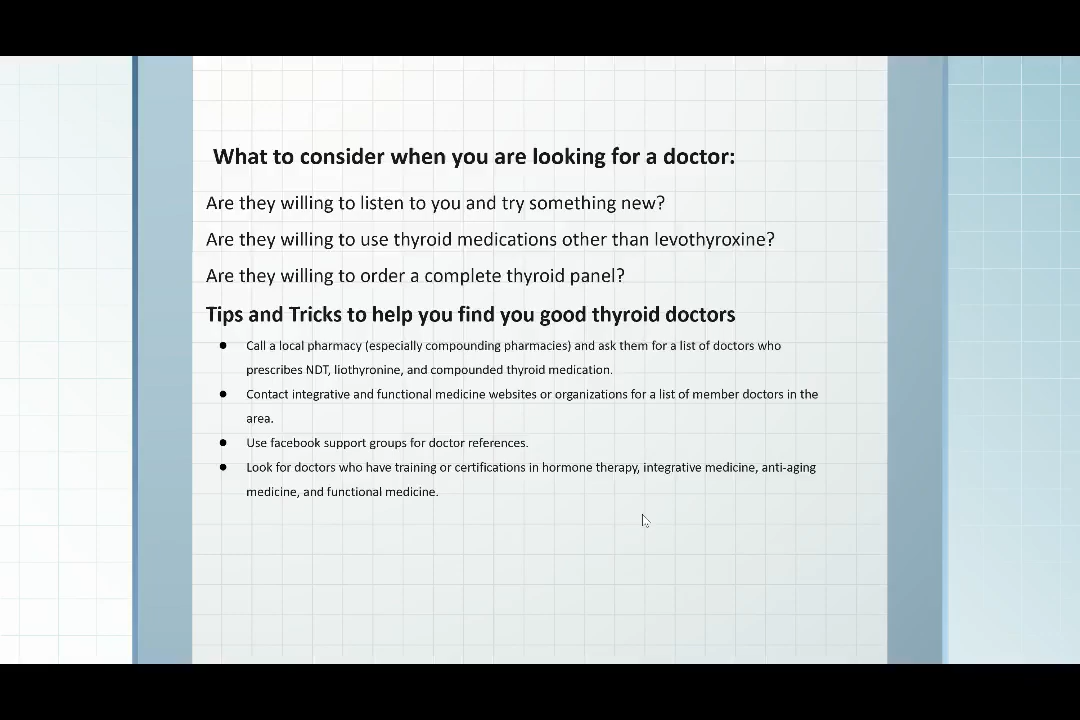 What to consider when you are looking for a doctor:
Are they willing to listen to you and try something new?
Are they willing to use thyroid medications other than levothyroxine?
Are they willing to order a complete thyroid panel?
Tips and Tricks to help you find you good thyroid doctors
● Call a local pharmacy (especially compounding pharmacies) and ask them for a list of doctors who
prescribes NDT, liothyronine, and compounded thyroid medication.
● Contact integrative and functional medicine websites or organizations for a list of member doctors in the
area.
● Use facebook support groups for doctor references.
● Look for doctors who have training or certifications in hormone therapy, integrative medicine, anti-aging
medicine, and functional medicine.